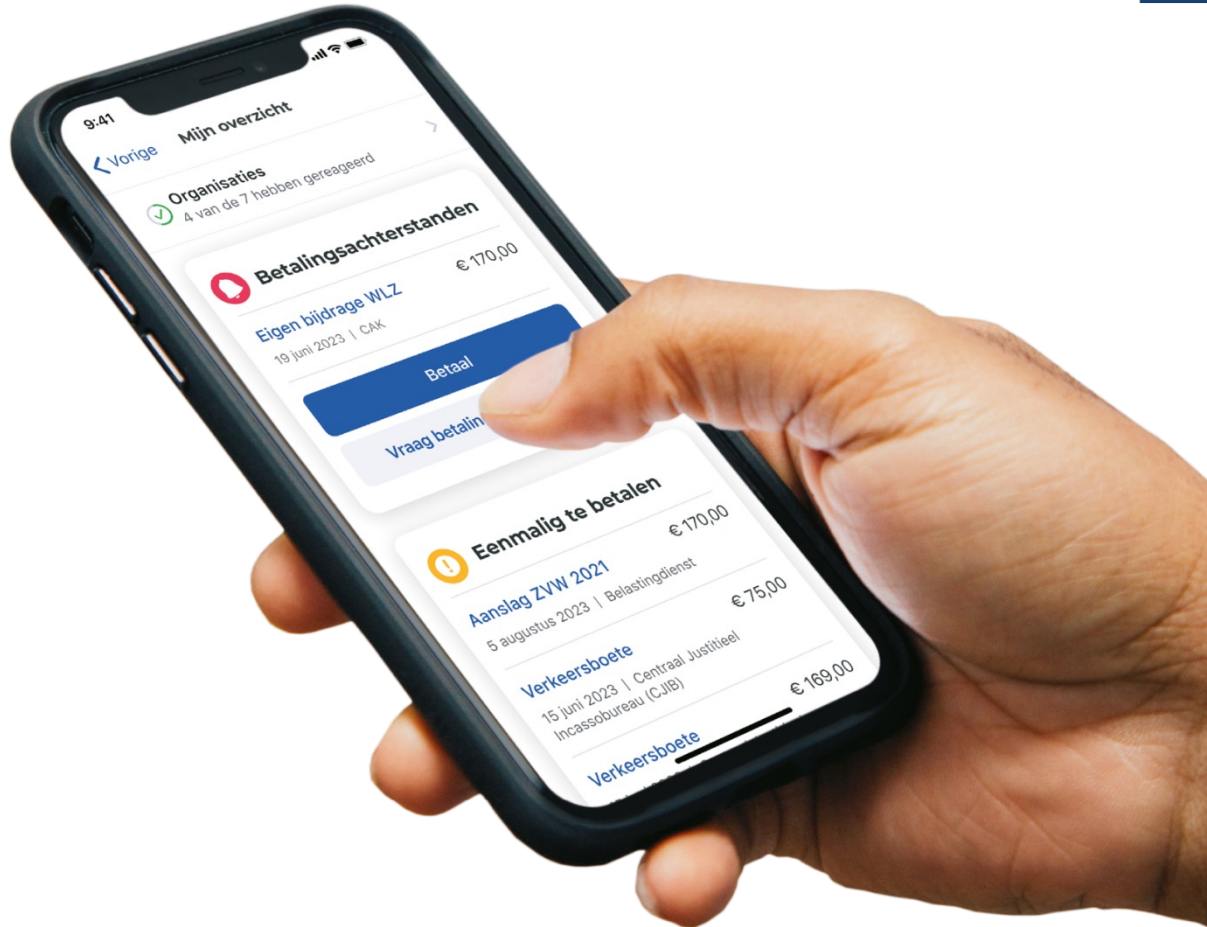 9:41
Vorige
Mijn overzicht
Organisaties
4 van de 7 hebben gereageerd
Betalingsachterstanden
Eigen bijdrage WLZ
€ 170,00
19 juni 2023 | CAK
Betaal
Vraag
Eenmalig te betalen
Aanslag ZVW 2021
€ 170,00
5 augustus 2023 | Belastingdienst
Verkeersboete
€ 75,00
15 juni 2023 | Centraal Justitieel
Incassobureau (CJIB)
Verkeersboete
€ 169,00